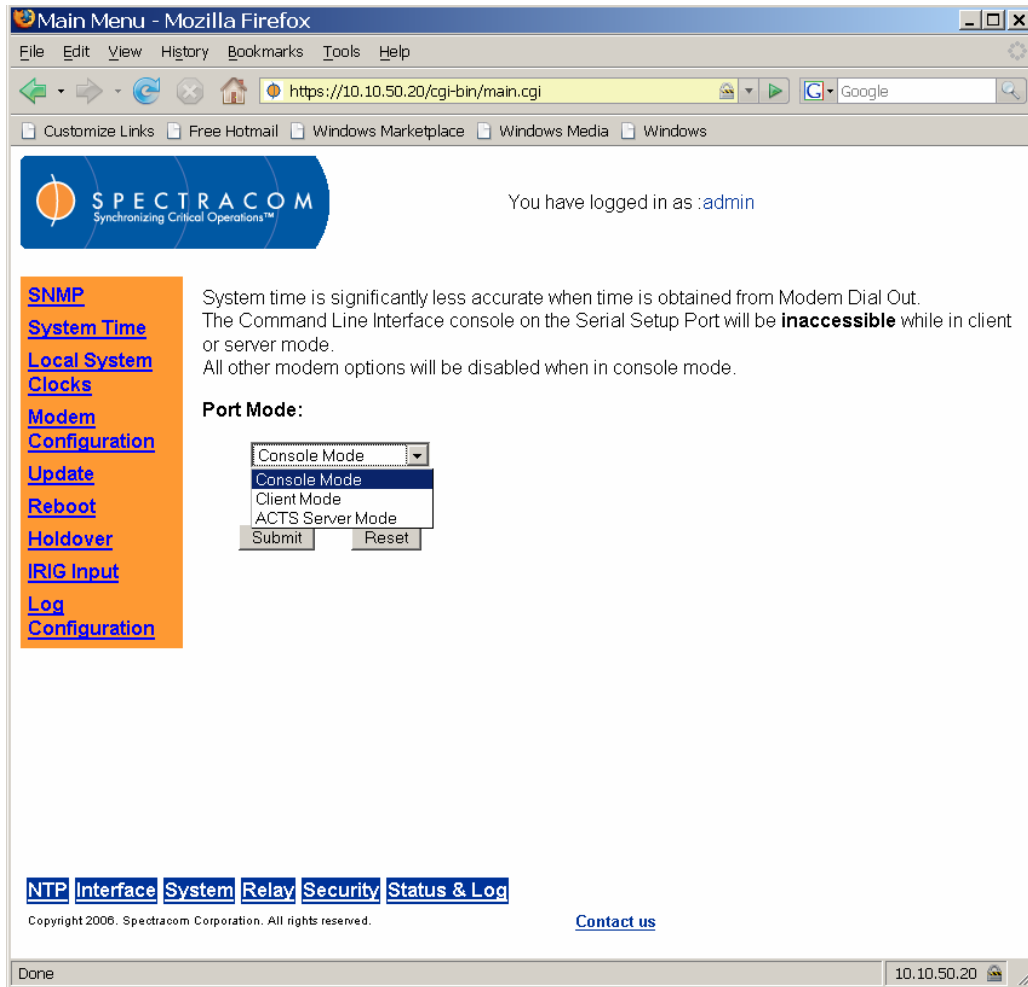 Main Menu - Mozilla Firefox
File Edit View History Bookmarks Tools Help
https://10.10.50.20/cgi-bin/main.cgi
G Google
Customize Links Free Hotmail Windows Marketplace Windows Media Windows
SPECTRACOM
Synchronizing Critical Operations™
You have logged in as :admin
SNMP
System Time
Local System
Clocks
Modem
Configuration
Update
Reboot
Holdover
IRIG Input
Log
Configuration
System time is significantly less accurate when time is obtained from Modem Dial Out.
The Command Line Interface console on the Serial Setup Port will be inaccessible while in client
or server mode.
All other modem options will be disabled when in console mode.
Port Mode:
Console Mode
Console Mode
Client Mode
ACTS Server Mode
Submit Reset
NTP Interface System Relay Security Status & Log
Copyright 2006. Spectracom Corporation. All rights reserved.
Contact us
Done
10.10.50.20